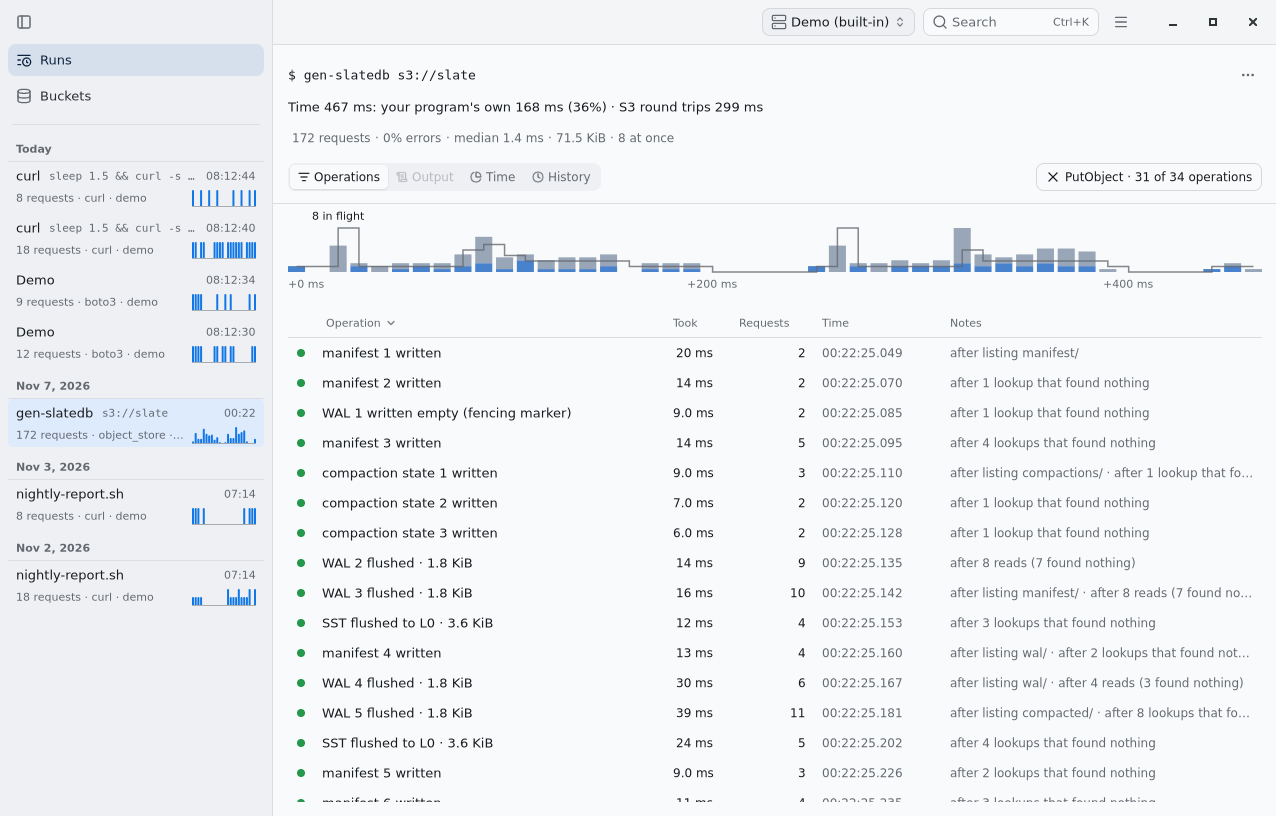 Demo (built-in)
Search Ctrl+K
Runs
Buckets
Today
curl sleep 1.5 && curl -s … 08:12:44
8 requests · curl · demo
curl sleep 1.5 && curl -s … 08:12:40
18 requests · curl · demo
Demo 08:12:34
9 requests · boto3 · demo
Demo 08:12:30
12 requests · boto3 · demo
Nov 7, 2026
gen-slatedb s3://slate 00:22
172 requests · object_store ·…
Nov 3, 2026
nightly-report.sh 07:14
8 requests · curl · demo
Nov 2, 2026
nightly-report.sh 07:14
18 requests · curl · demo
$ gen-slatedb s3://slate
Time 467 ms: your program's own 168 ms (36%) · S3 round trips 299 ms
172 requests · 0% errors · median 1.4 ms · 71.5 KiB · 8 at once
Operations Output Time History
PutObject · 31 of 34 operations
8 in flight
+0 ms +200 ms +400 ms
Operation Took Requests Time Notes
manifest 1 written 20 ms 2 00:22:25.049 after listing manifest/
manifest 2 written 14 ms 2 00:22:25.070 after 1 lookup that found nothing
WAL 1 written empty (fencing marker) 9.0 ms 2 00:22:25.085 after 1 lookup that found nothing
manifest 3 written 14 ms 5 00:22:25.095 after 4 lookups that found nothing
compaction state 1 written 9.0 ms 3 00:22:25.110 after listing compactions/ · after 1 lookup that fo…
compaction state 2 written 7.0 ms 2 00:22:25.120 after 1 lookup that found nothing
compaction state 3 written 6.0 ms 2 00:22:25.128 after 1 lookup that found nothing
WAL 2 flushed · 1.8 KiB 14 ms 9 00:22:25.135 after 8 reads (7 found nothing)
WAL 3 flushed · 1.8 KiB 16 ms 10 00:22:25.142 after listing manifest/ · after 8 reads (7 found no…
SST flushed to L0 · 3.6 KiB 12 ms 4 00:22:25.153 after 3 lookups that found nothing
manifest 4 written 13 ms 4 00:22:25.160 after listing wal/ · after 2 lookups that found not…
WAL 4 flushed · 1.8 KiB 30 ms 6 00:22:25.167 after listing wal/ · after 4 reads (3 found nothing)
WAL 5 flushed · 1.8 KiB 39 ms 11 00:22:25.181 after listing compacted/ · after 8 lookups that fo…
SST flushed to L0 · 3.6 KiB 24 ms 5 00:22:25.202 after 4 lookups that found nothing
manifest 5 written 9.0 ms 3 00:22:25.226 after 2 lookups that found nothing
manifest 6 written 11 ms 4 00:22:25.235 after 3 lookups that found nothing